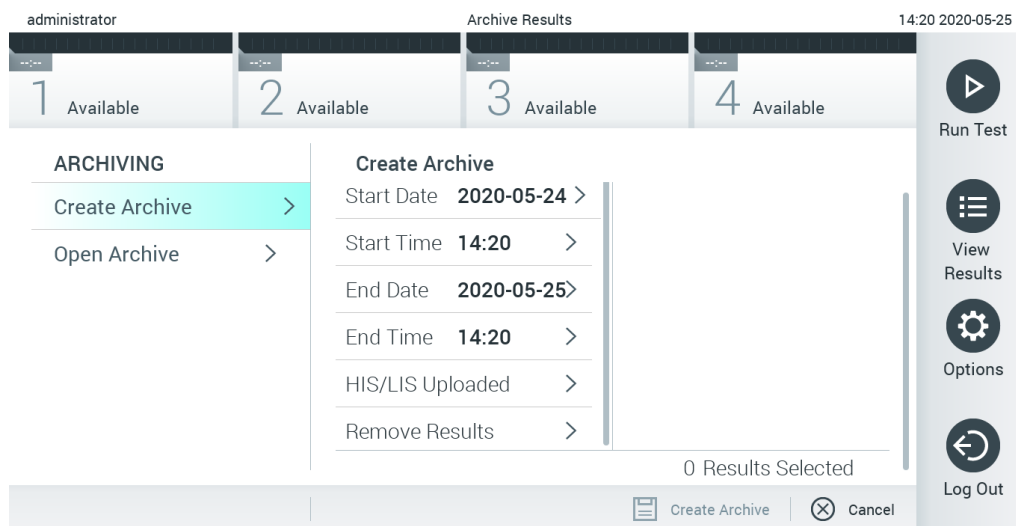 administrator Archive Results 14:20 2020-05-25
--:-- --:-- --:-- --:--
1 Available 2 Available 3 Available 4 Available
Run Test
ARCHIVING
Create Archive
Open Archive
Create Archive
Start Date 2020-05-24
Start Time 14:20
End Date 2020-05-25
End Time 14:20
HIS/LIS Uploaded
Remove Results
0 Results Selected
View
Results
Options
Log Out
Create Archive Cancel